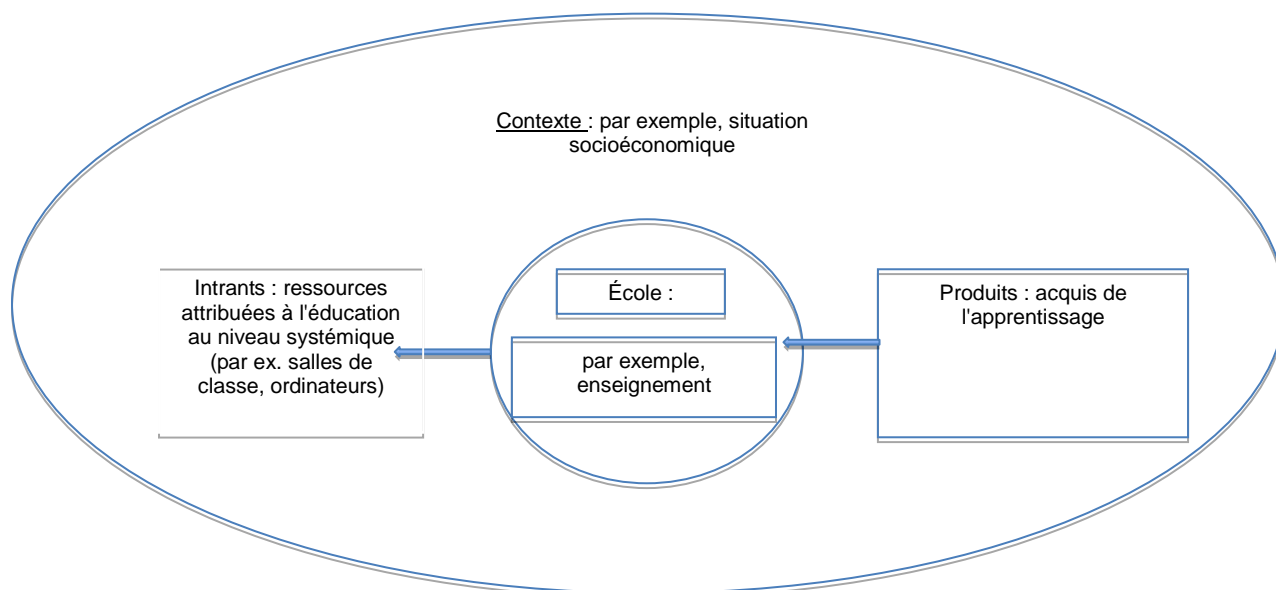 Contexte : par exemple, situation
socioéconomique
Intrants : ressources
attribuées à l'éducation
au niveau systémique
(par ex. salles de
classe, ordinateurs)
École :
par exemple,
enseignement
Produits : acquis de
l'apprentissage